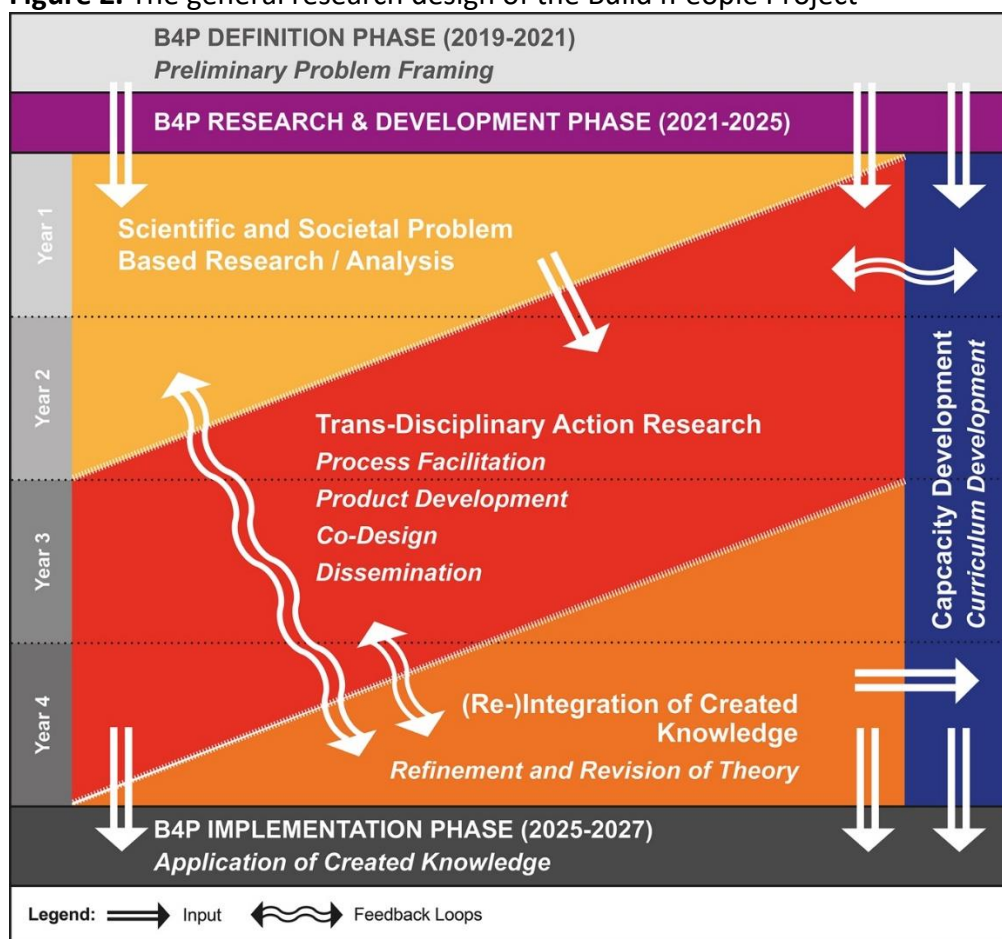 Figure 2. The general research design of the Build4People Project
B4P DEFINITION PHASE (2019-2021)
Preliminary Problem Framing
B4P RESEARCH & DEVELOPMENT PHASE (2021-2025)
Year 1
Scientific and Societal Problem
Based Research / Analysis
Year 2
Trans-Disciplinary Action Research
Process Facilitation
Product Development
Co-Design
Dissemination
Year 3
Capcacity Development
Curriculum Development
Year 4
(Re-)Integration of Created
Knowledge
Refinement and Revision of Theory
B4P IMPLEMENTATION PHASE (2025-2027)
Application of Created Knowledge
Legend: Input Feedback Loops